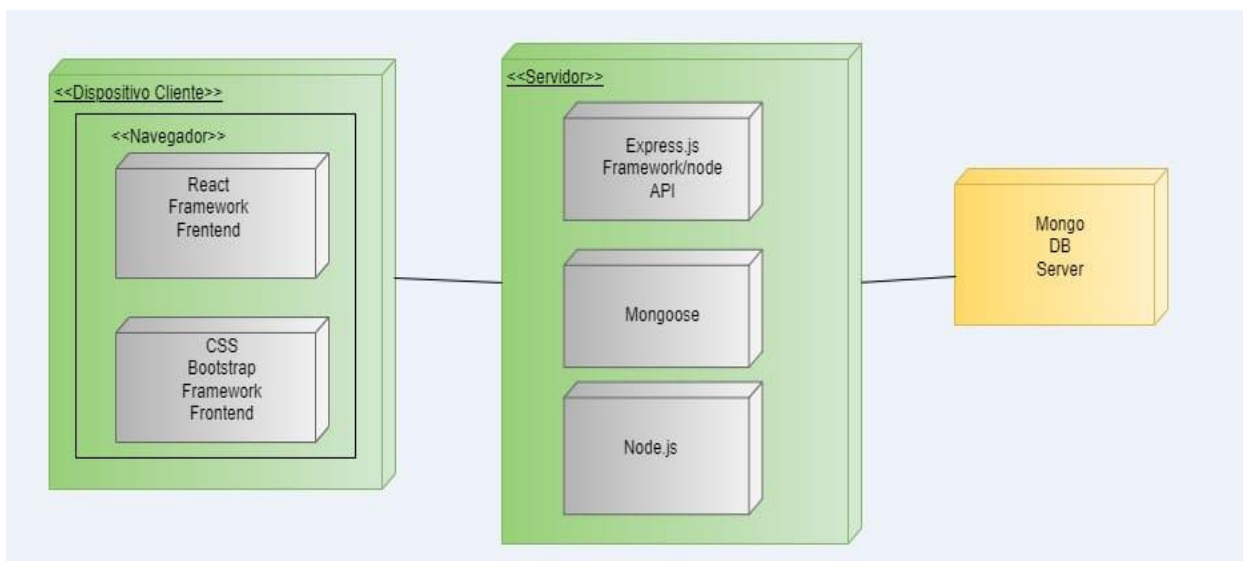 <<Dispositivo Cliente>>
<<Navegador>>
React
Framework
Frentend
CSS
Bootstrap
Framework
Frontend
<<Servidor>>
Express.js
Framework/node
API
Mongoose
Node.js
Mongo
DB
Server